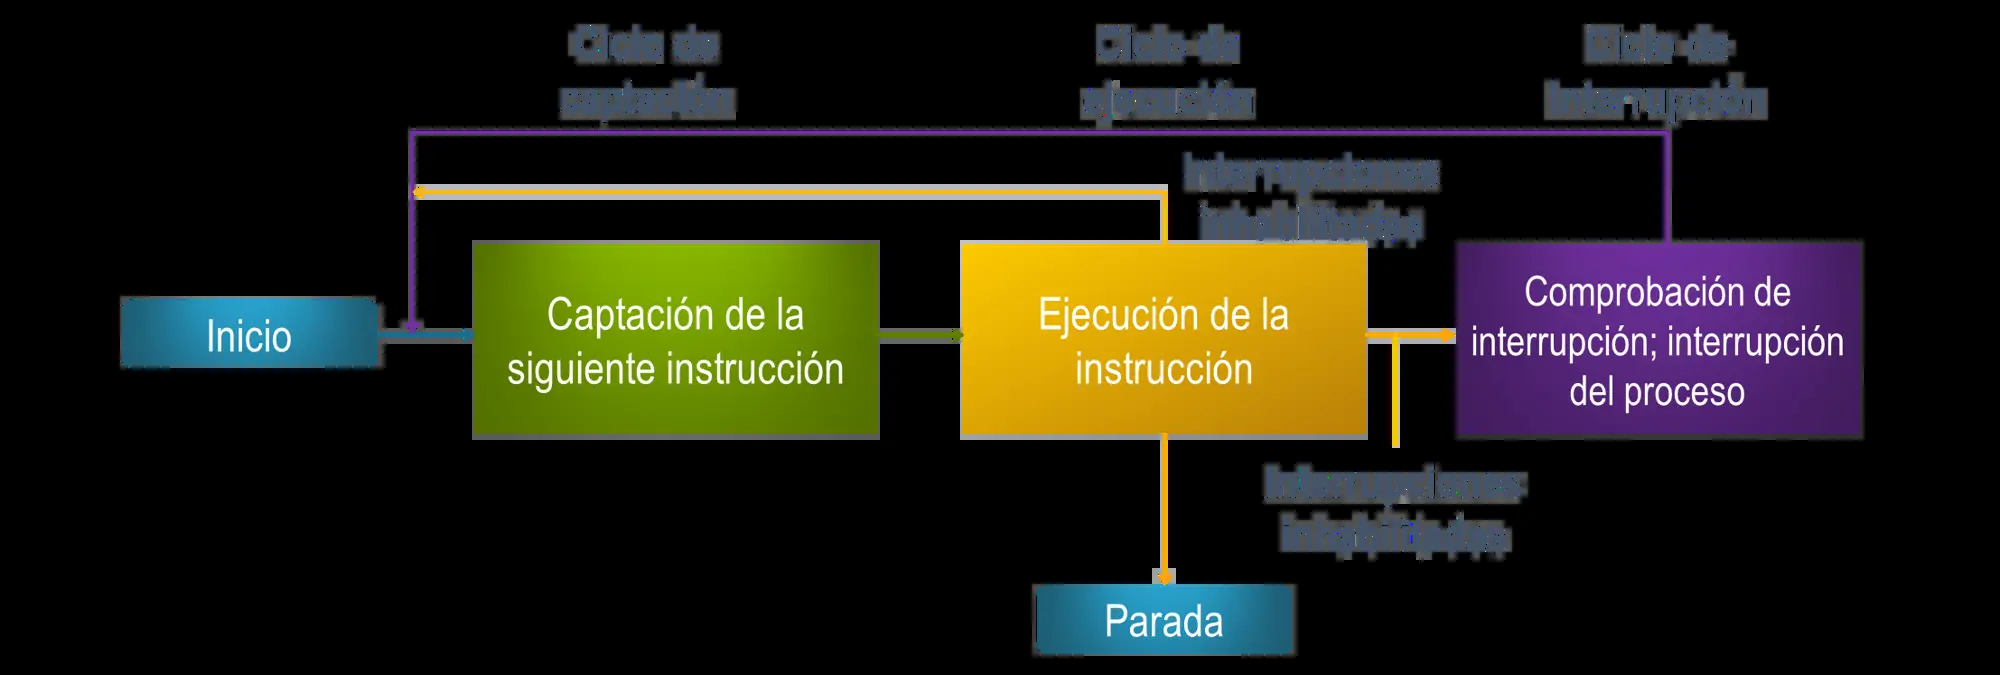 Ciclo de
captación
Ciclo de
ejecución
Ciclo de
interrupción
Interrupciones
inhabilitadas
Inicio
Captación de la
siguiente instrucción
Ejecución de la
instrucción
Comprobación de
interrupción; interrupción
del proceso
Interrupciones
Parada